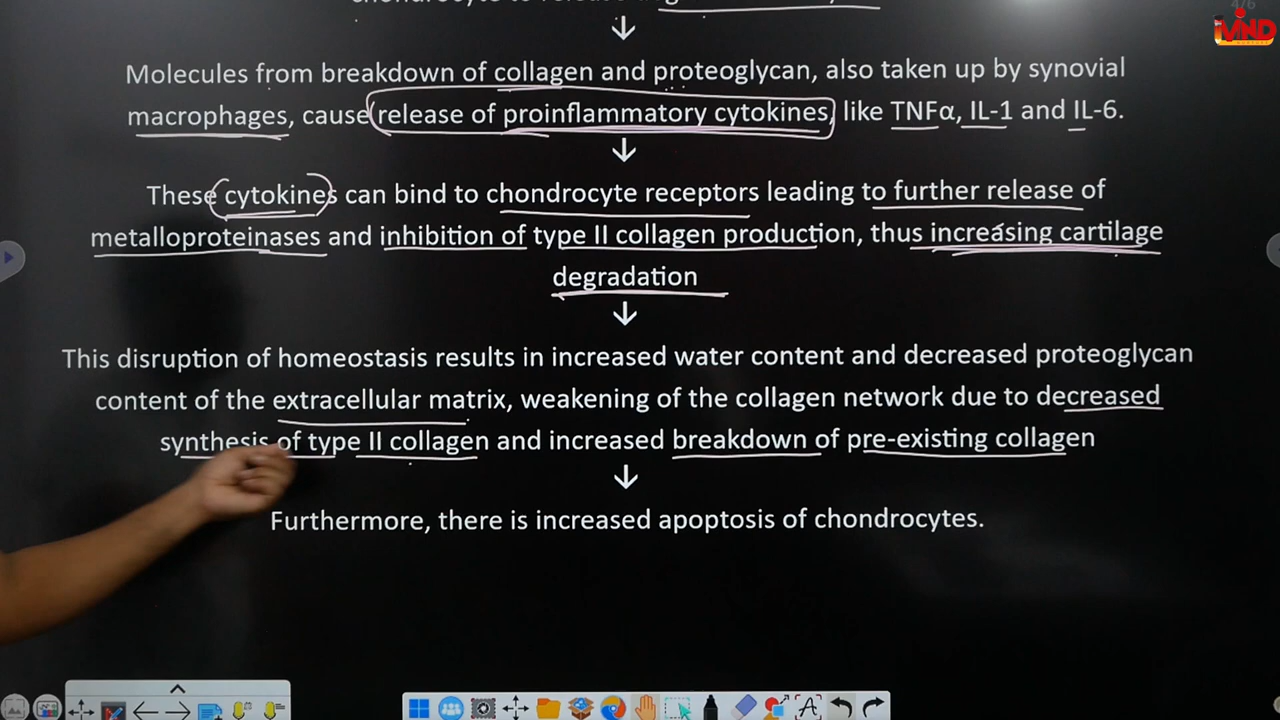 4/6
iVND
Molecules from breakdown of collagen and proteoglycan, also taken up by synovial
macrophages, cause release of proinflammatory cytokines, like TNFα, IL-1 and IL-6.
↓
These cytokines can bind to chondrocyte receptors leading to further release of
metalloproteinases and inhibition of type II collagen production, thus increasing cartilage
degradation
↓
This disruption of homeostasis results in increased water content and decreased proteoglycan
content of the extracellular matrix, weakening of the collagen network due to decreased
synthesis of type II collagen and increased breakdown of pre-existing collagen
↓
Furthermore, there is increased apoptosis of chondrocytes.